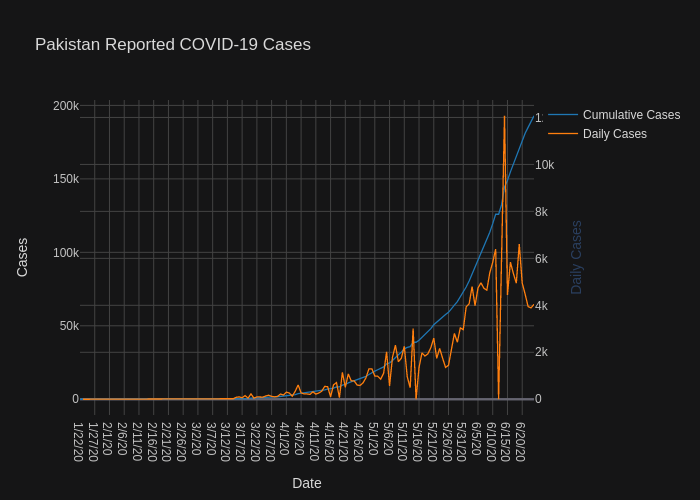 Pakistan Reported COVID-19 Cases
Cumulative Cases
Daily Cases
200k
150k
100k
50k
0
Cases
10k
8k
6k
4k
2k
0
Daily Cases
1/22/20
1/27/20
2/1/20
2/6/20
2/11/20
2/16/20
2/21/20
2/26/20
3/2/20
3/7/20
3/12/20
3/17/20
3/22/20
3/27/20
4/1/20
4/6/20
4/11/20
4/16/20
4/21/20
4/26/20
5/1/20
5/6/20
5/11/20
5/16/20
5/21/20
5/26/20
5/31/20
6/5/20
6/10/20
6/15/20
6/20/20
Date